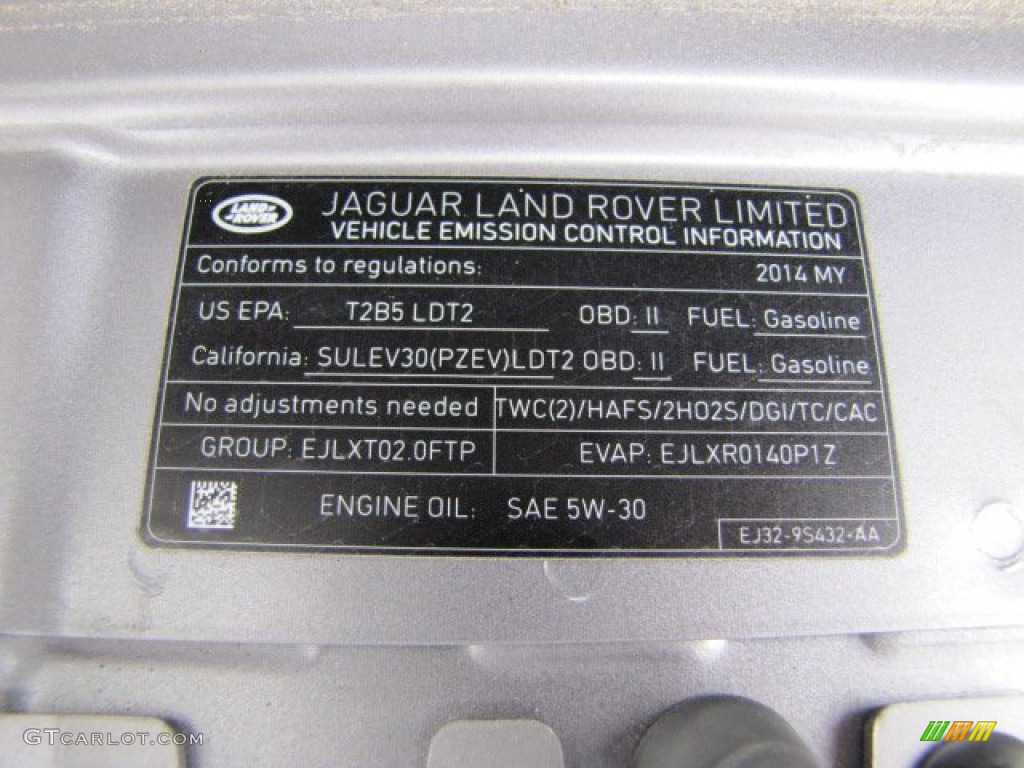 LAND-
-ROVER
JAGUAR LAND ROVER LIMITED
VEHICLE EMISSION CONTROL INFORMATION
Conforms to regulations: 2014 MY
US EPA: T2B5 LDT2 OBD: II FUEL: Gasoline
California: SULEV30(PZEV)LDT2 OBD: II FUEL: Gasoline
No adjustments needed TWC(2)/HAFS/2HO2S/DGI/TC/CAC
GROUP: EJLXT02.0FTP EVAP: EJLXR0140P1Z
ENGINE OIL: SAE 5W-30
EJ32-9S432-AA
GTCARLOT.COM